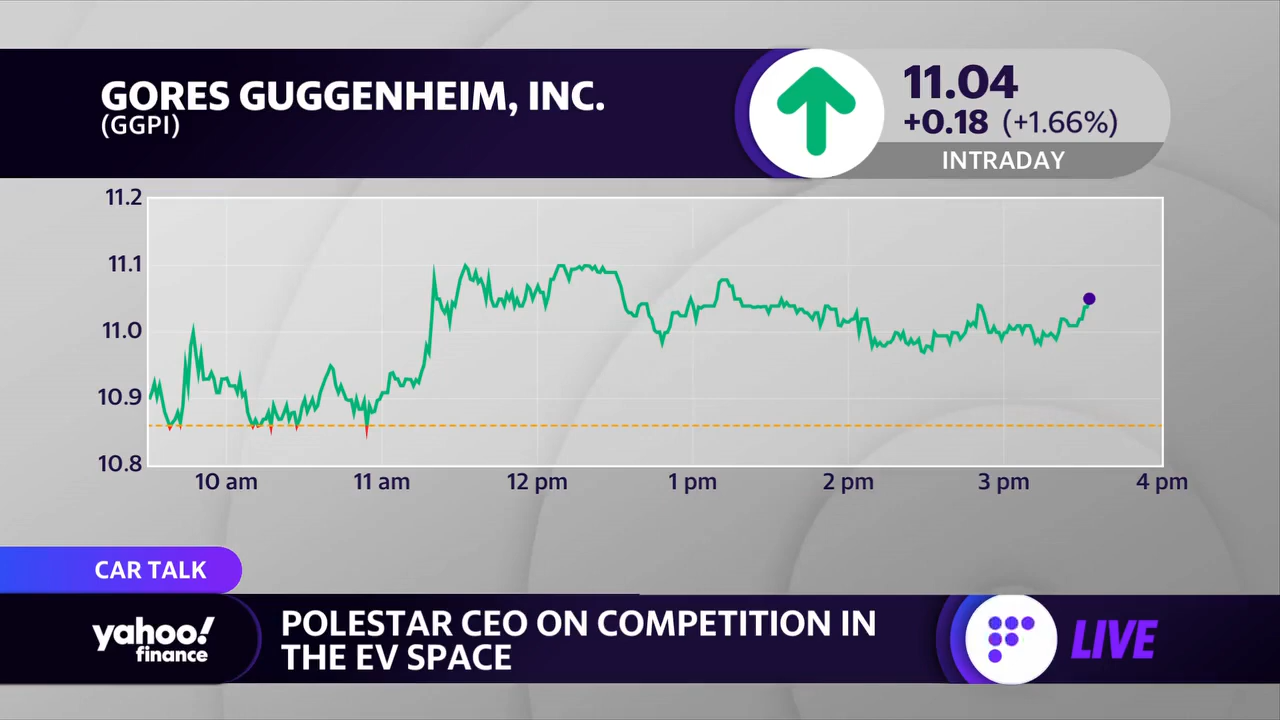 GORES GUGGENHEIM, INC.
(GGPI)
11.04
+0.18 (+1.66%)
INTRADAY
11.2
11.1
11.0
10.9
10.8
10 am 11 am 12 pm 1 pm 2 pm 3 pm 4 pm
CAR TALK
yahoo!
finance
POLESTAR CEO ON COMPETITION IN
THE EV SPACE
LIVE